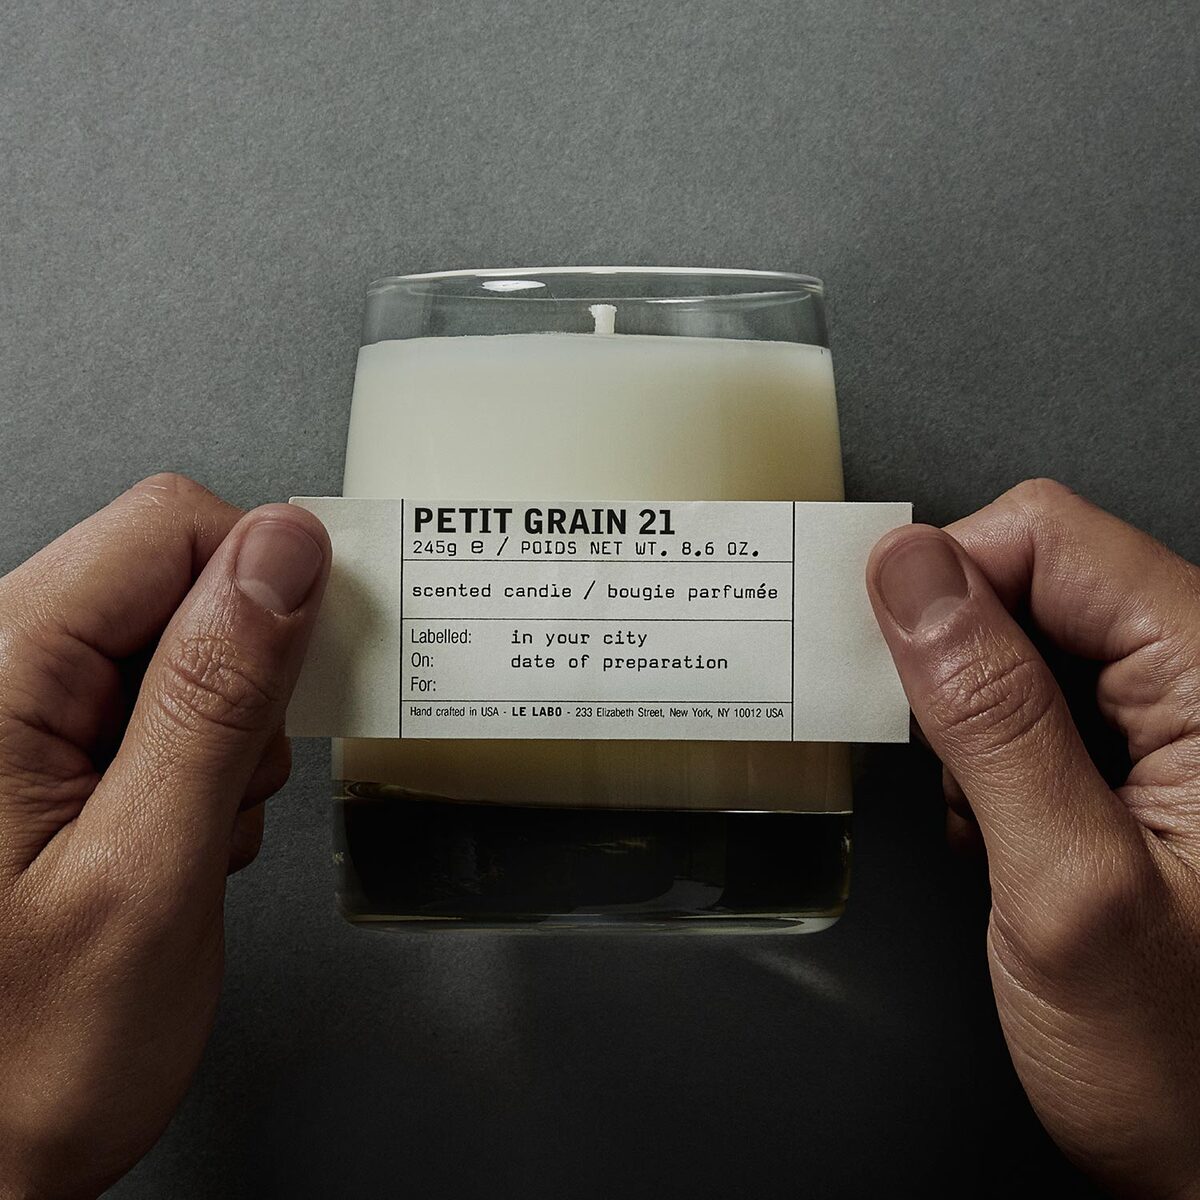 PETIT GRAIN 21
245g e / POIDS NET WT. 8.6 OZ.
scented candle / bougie parfumée
Labelled: in your city
On: date of preparation
For:
Hand crafted in USA - LE LABO - 233 Elizabeth Street, New York, NY 10012 USA